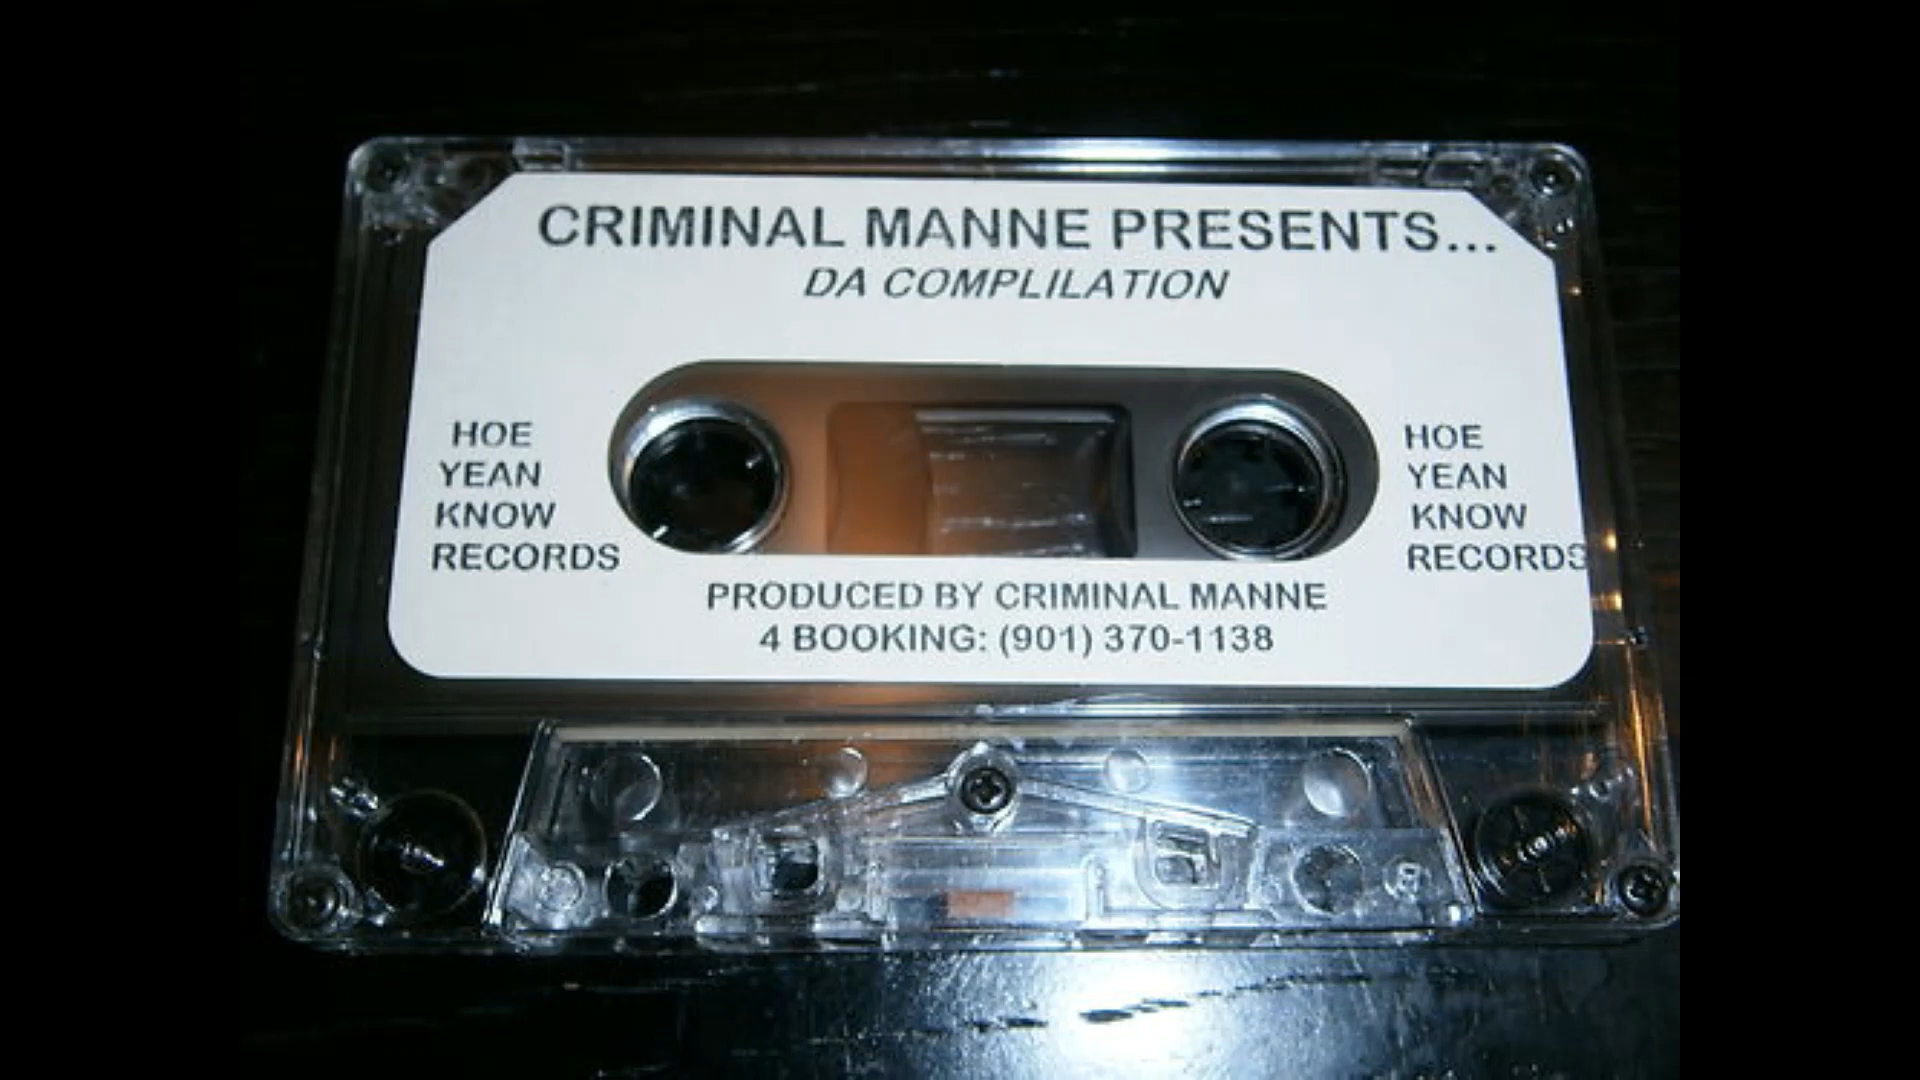 CRIMINAL MANNE PRESENTS...
DA COMPLILATION
HOE
YEAN
KNOW
RECORDS
HOE
YEAN
KNOW
RECORDS
PRODUCED BY CRIMINAL MANNE
4 BOOKING: (901) 370-1138